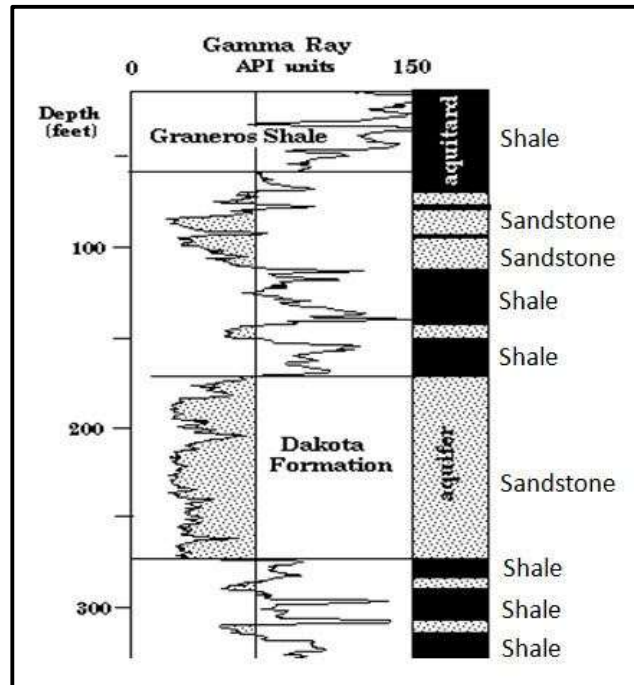 Gamma Ray
API units
0
150
Depth
(feet)
Graneros Shale
aquitard
Shale
Sandstone
100
Sandstone
Shale
Shale
200
Dakota
Formation
aquifer
Sandstone
Shale
300
Shale
Shale